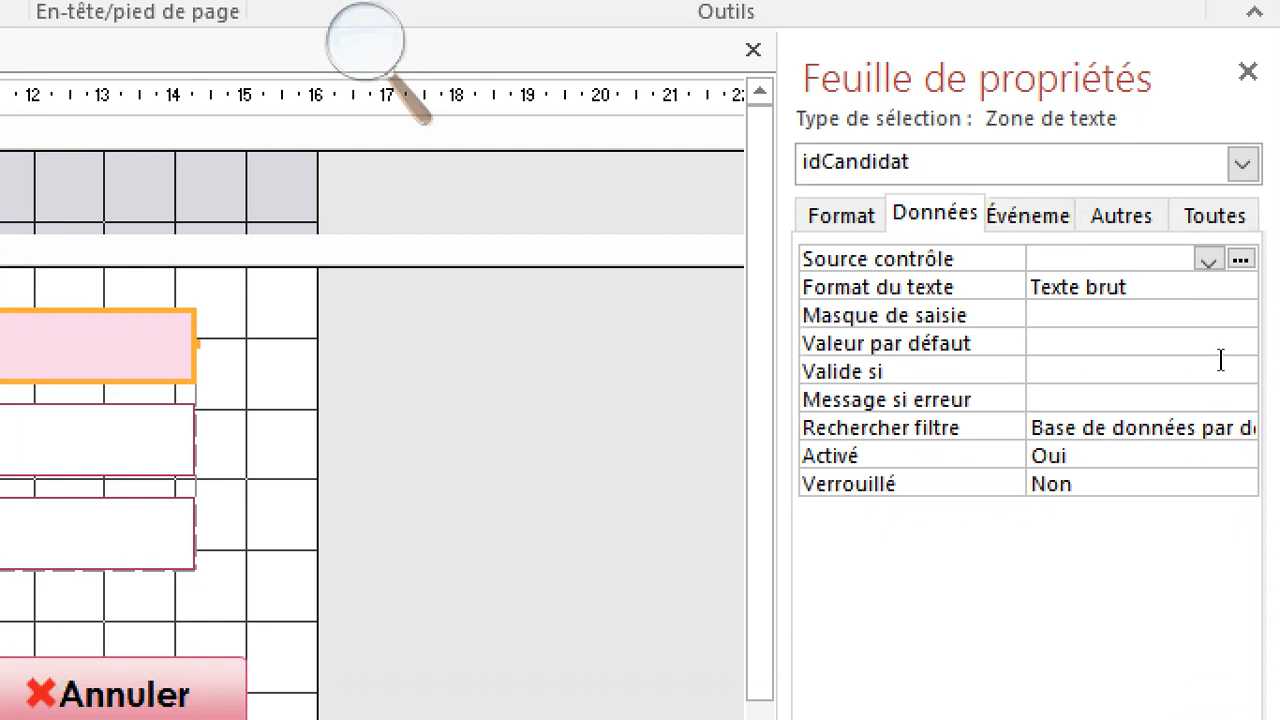 En-tête/pied de page
Outils
12 13 14 15 16 17 18 19 20 21
Feuille de propriétés
Type de sélection : Zone de texte
idCandidat
Format Données Événeme Autres Toutes
Source contrôle
Format du texte Texte brut
Masque de saisie
Valeur par défaut
Valide si
Message si erreur
Rechercher filtre Base de données par dé
Activé Oui
Verrouillé Non
Annuler